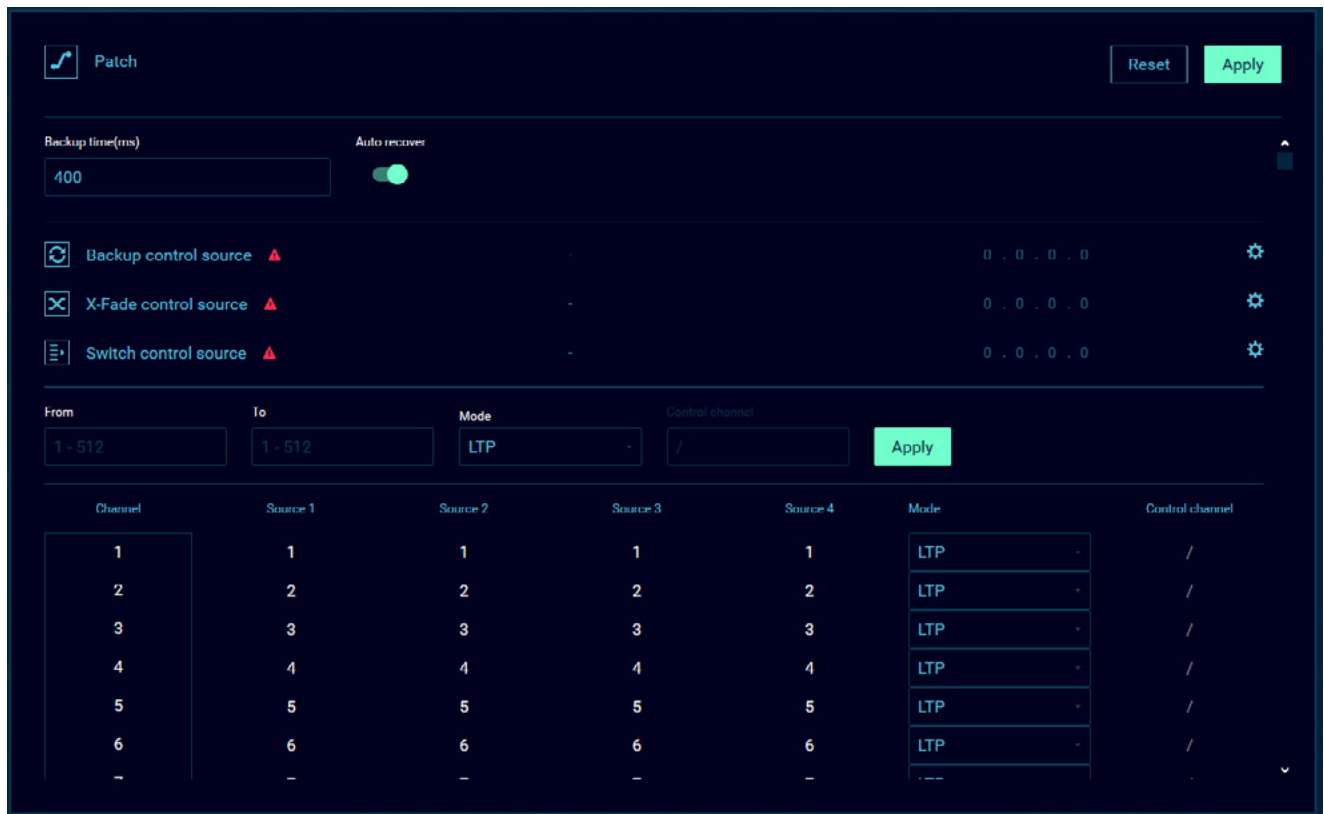 Patch
Reset Apply
Backup time(ms) Auto recover
400
Backup control source - 0 . 0 . 0 . 0
X-Fade control source - 0 . 0 . 0 . 0
Switch control source - 0 . 0 . 0 . 0
From To Mode Control channel
1 - 512 1 - 512 LTP / Apply
Channel Source 1 Source 2 Source 3 Source 4 Mode Control channel
1 1 1 1 1 LTP /
2 2 2 2 2 LTP /
3 3 3 3 3 LTP /
4 4 4 4 4 LTP /
5 5 5 5 5 LTP /
6 6 6 6 6 LTP /